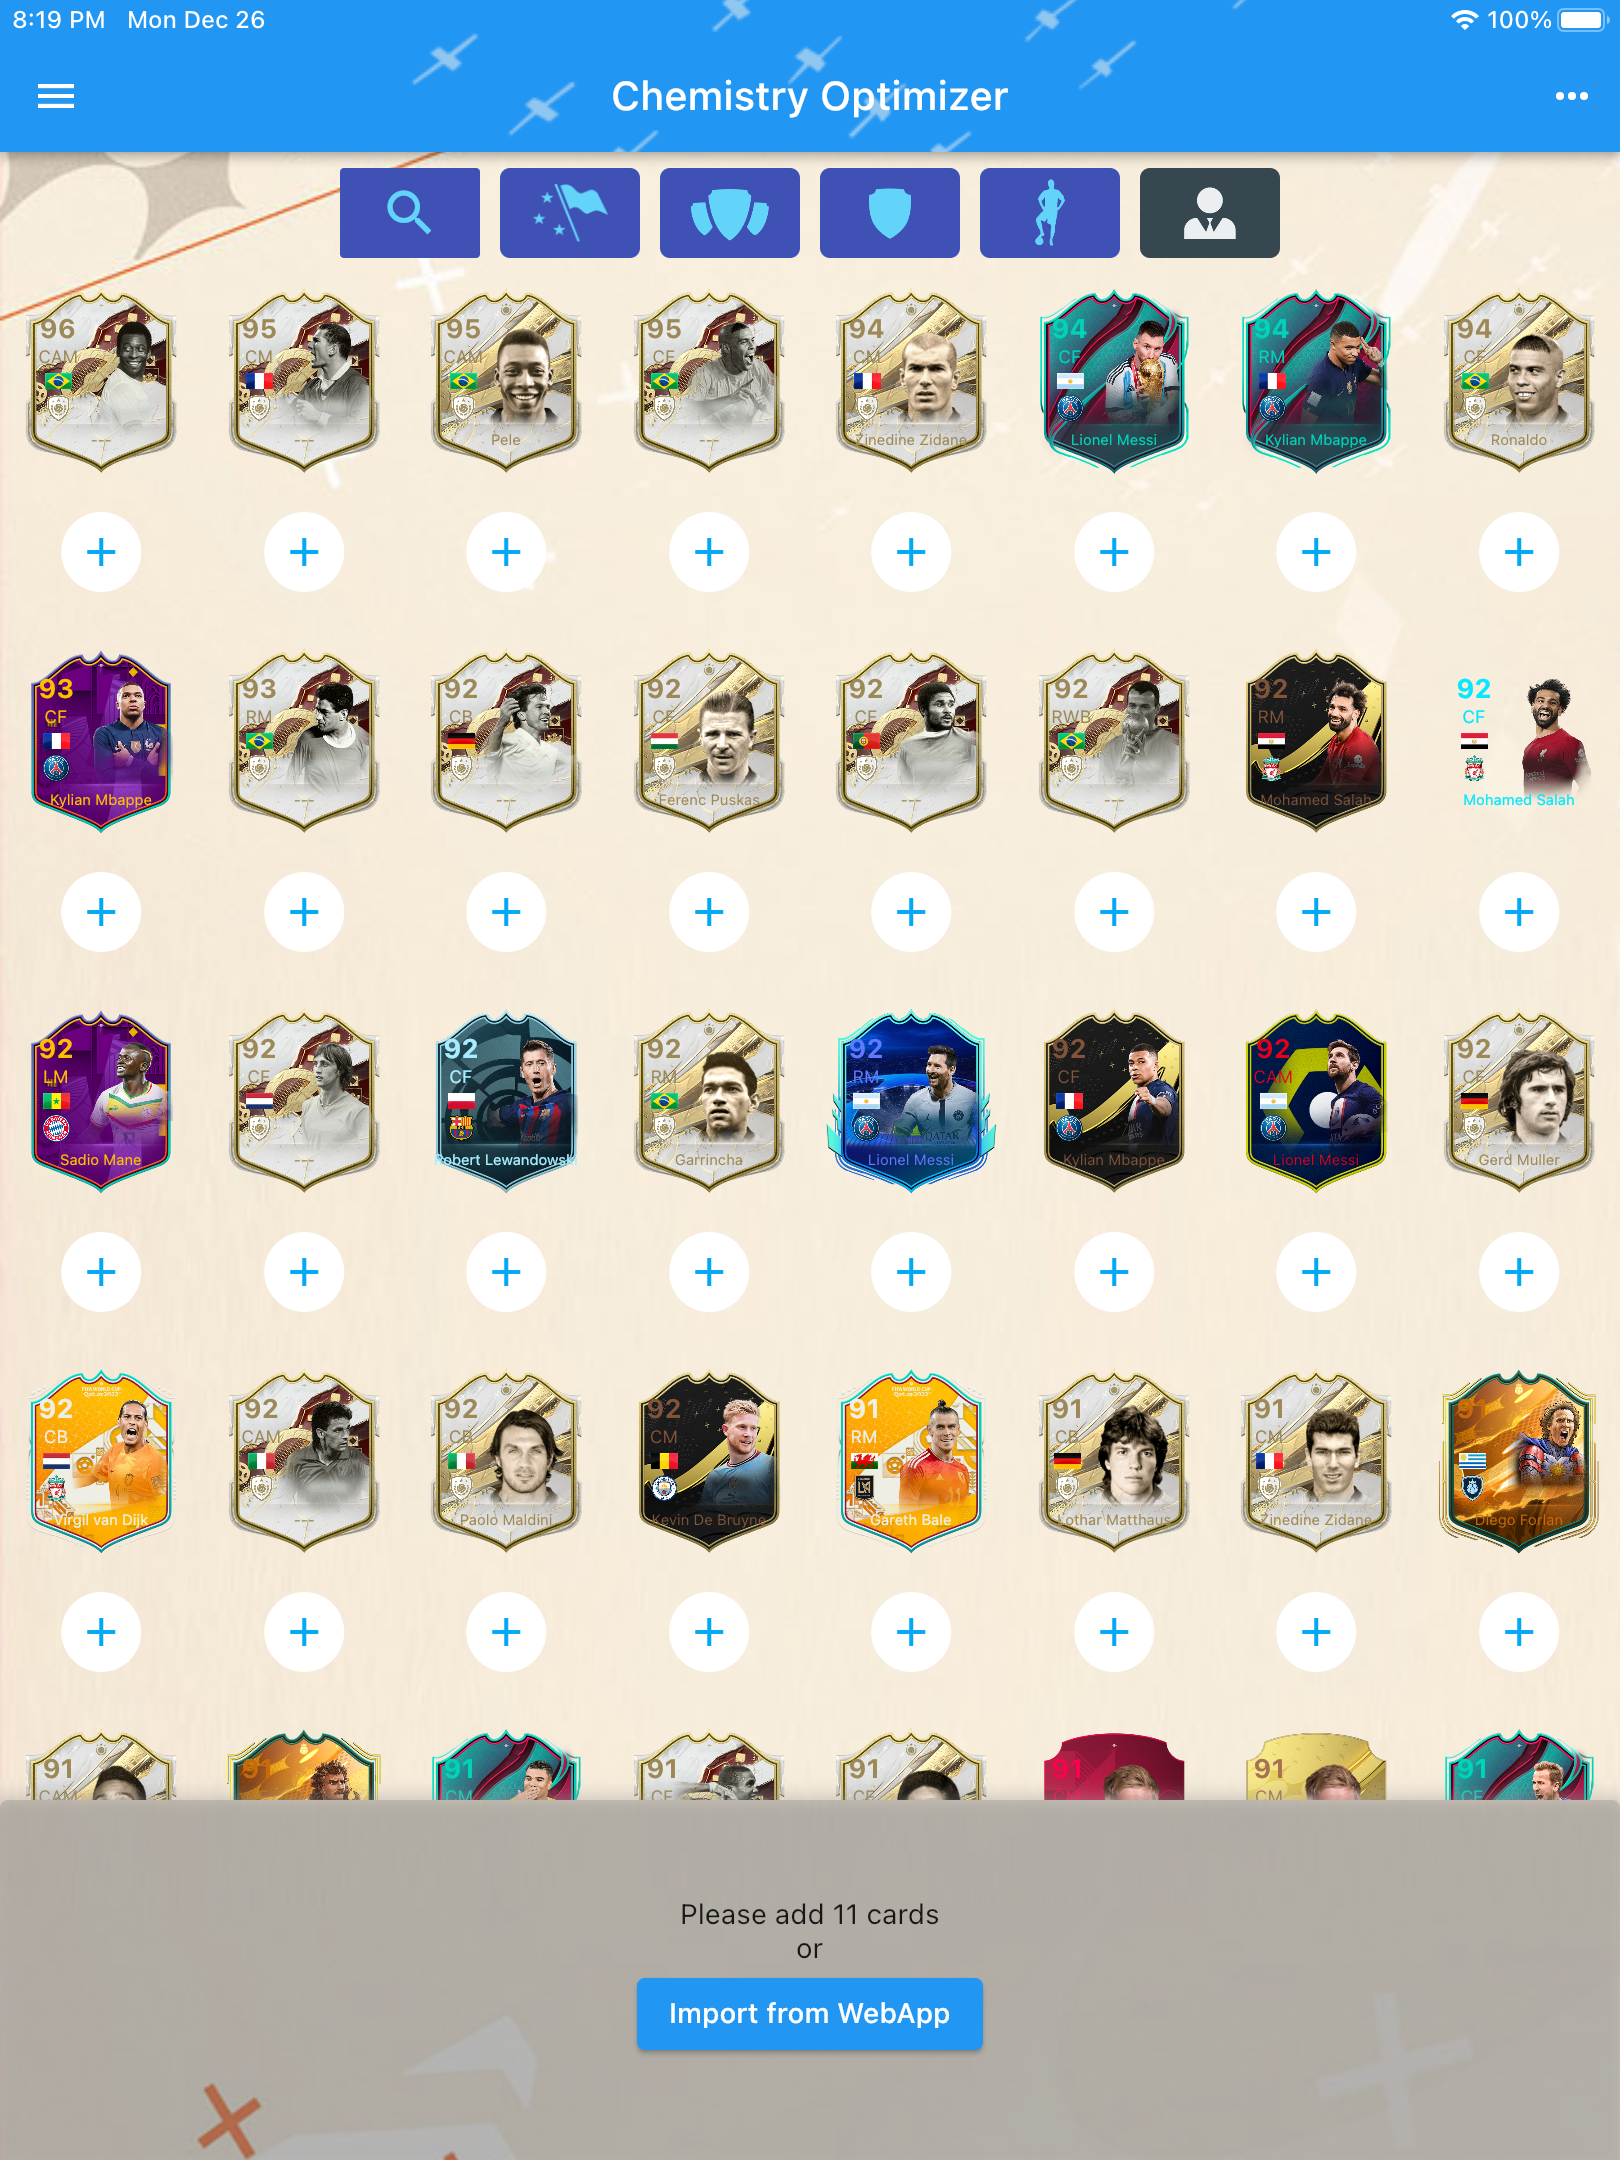 8:19 PM Mon Dec 26 100%
Chemistry Optimizer
96 95 95 95 94 94 94 94
CAM CM CAM CF CM CF RM CF
--- --- Pele --- Zinedine Zidane Lionel Messi Kylian Mbappe Ronaldo
93 93 92 92 92 92 92 92
CF RM CB CF CF RWB RM CF
Kylian Mbappe --- --- Ferenc Puskas --- --- Mohamed Salah Mohamed Salah
92 92 92 92 92 92 92 92
LM CF CF RM RM CF CAM CF
Sadio Mane --- Robert Lewandowski Garrincha Lionel Messi Kylian Mbappe Lionel Messi Gerd Muller
92 92 92 92 91 91 91
CB CAM CB CM RM CB CM
Virgil van Dijk --- Paolo Maldini Kevin De Bruyne Gareth Bale Lothar Matthaus Zinedine Zidane Diego Forlan
91 91 91 91 91 91 91 91
CAM CM CF CF CM CM CF
Please add 11 cards
or
Import from WebApp